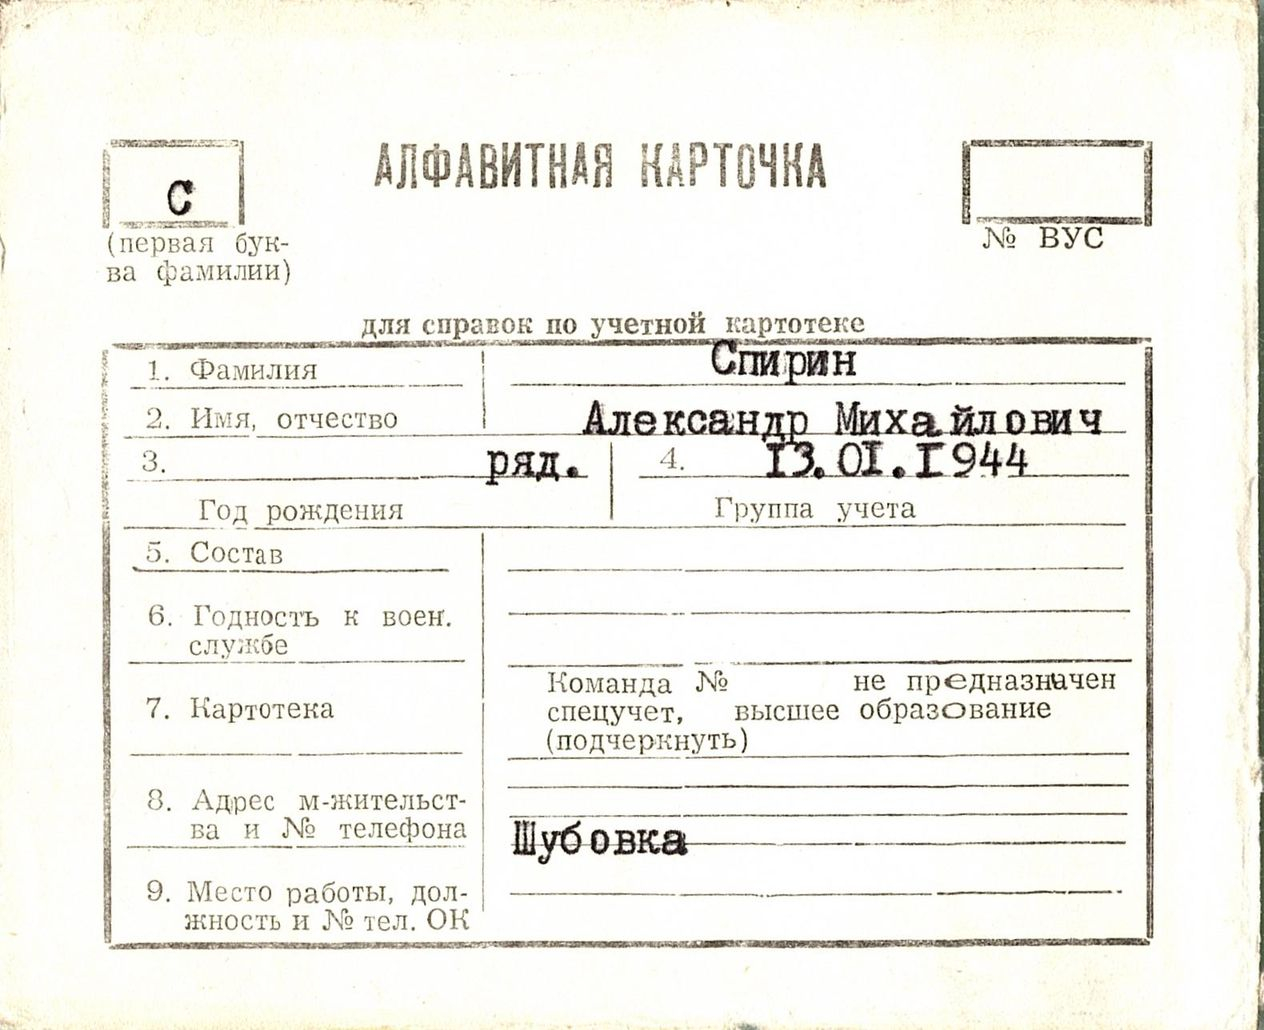 АЛФАВИТНАЯ КАРТОЧКА
С
(первая бук-
ва фамилии)
№ ВУС
для справок по учетной картотеке
1. Фамилия Спирин
2. Имя, отчество Александр Михайлович
3. ряд. 4. 13.01.1944
Год рождения Группа учета
5. Состав
6. Годность к воен.
службе
7. Картотека
Команда № не предназначен
спецучет, высшее образование
(подчеркнуть)
8. Адрес м-жительст-
ва и № телефона Шубовка
9. Место работы, дол-
жность и № тел. ОК